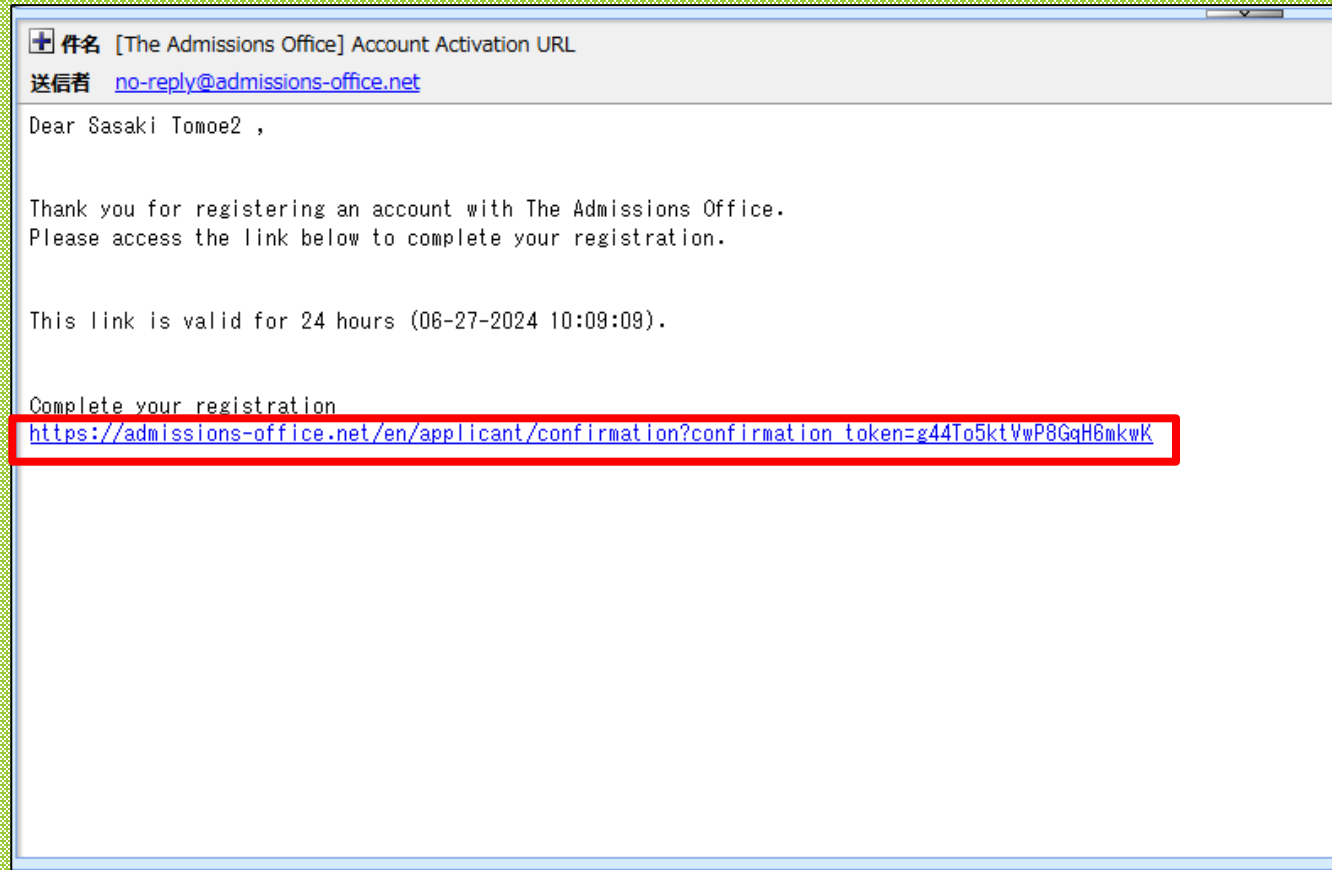 件名 [The Admissions Office] Account Activation URL
送信者 no-reply@admissions-office.net
Dear Sasaki Tomoe2 ,
Thank you for registering an account with The Admissions Office.
Please access the link below to complete your registration.
This link is valid for 24 hours (06-27-2024 10:09:09).
Complete your registration
https://admissions-office.net/en/applicant/confirmation?confirmation_token=g44To5ktVwP8GqH6mkwK